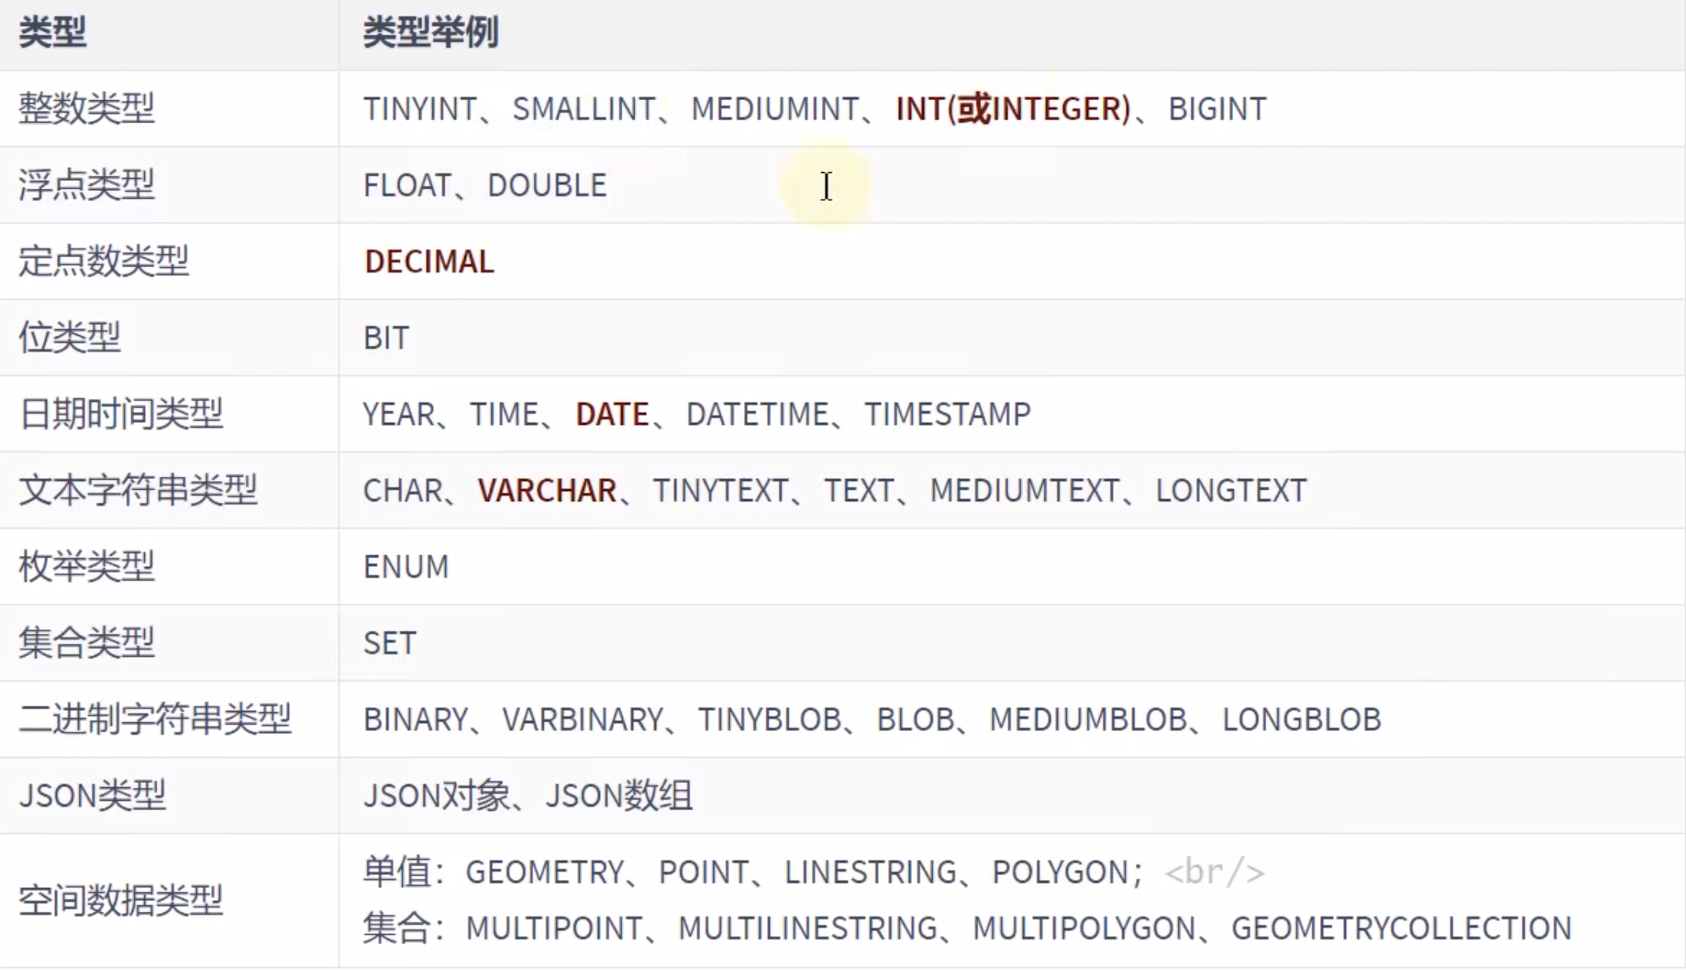 类型 类型举例
整数类型 TINYINT、SMALLINT、MEDIUMINT、INT(或INTEGER)、BIGINT
浮点类型 FLOAT、DOUBLE
定点数类型 DECIMAL
位类型 BIT
日期时间类型 YEAR、TIME、DATE、DATETIME、TIMESTAMP
文本字符串类型 CHAR、VARCHAR、TINYTEXT、TEXT、MEDIUMTEXT、LONGTEXT
枚举类型 ENUM
集合类型 SET
二进制字符串类型 BINARY、VARBINARY、TINYBLOB、BLOB、MEDIUMBLOB、LONGBLOB
JSON类型 JSON对象、JSON数组
空间数据类型 单值：GEOMETRY、POINT、LINESTRING、POLYGON；<br/>
集合：MULTIPOINT、MULTILINESTRING、MULTIPOLYGON、GEOMETRYCOLLECTION